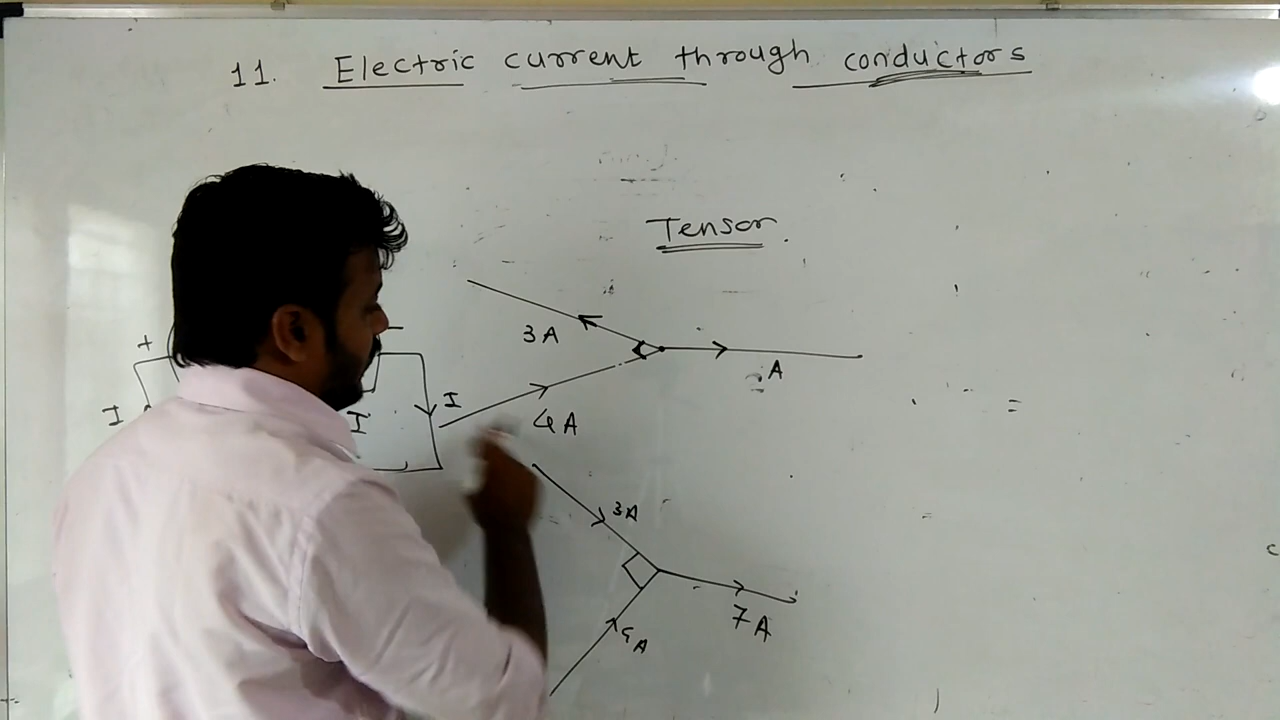 11. Electric current through conductors
Tensor.
3A
A
4A
+
-
I
I
I
3A
4A
7A
=